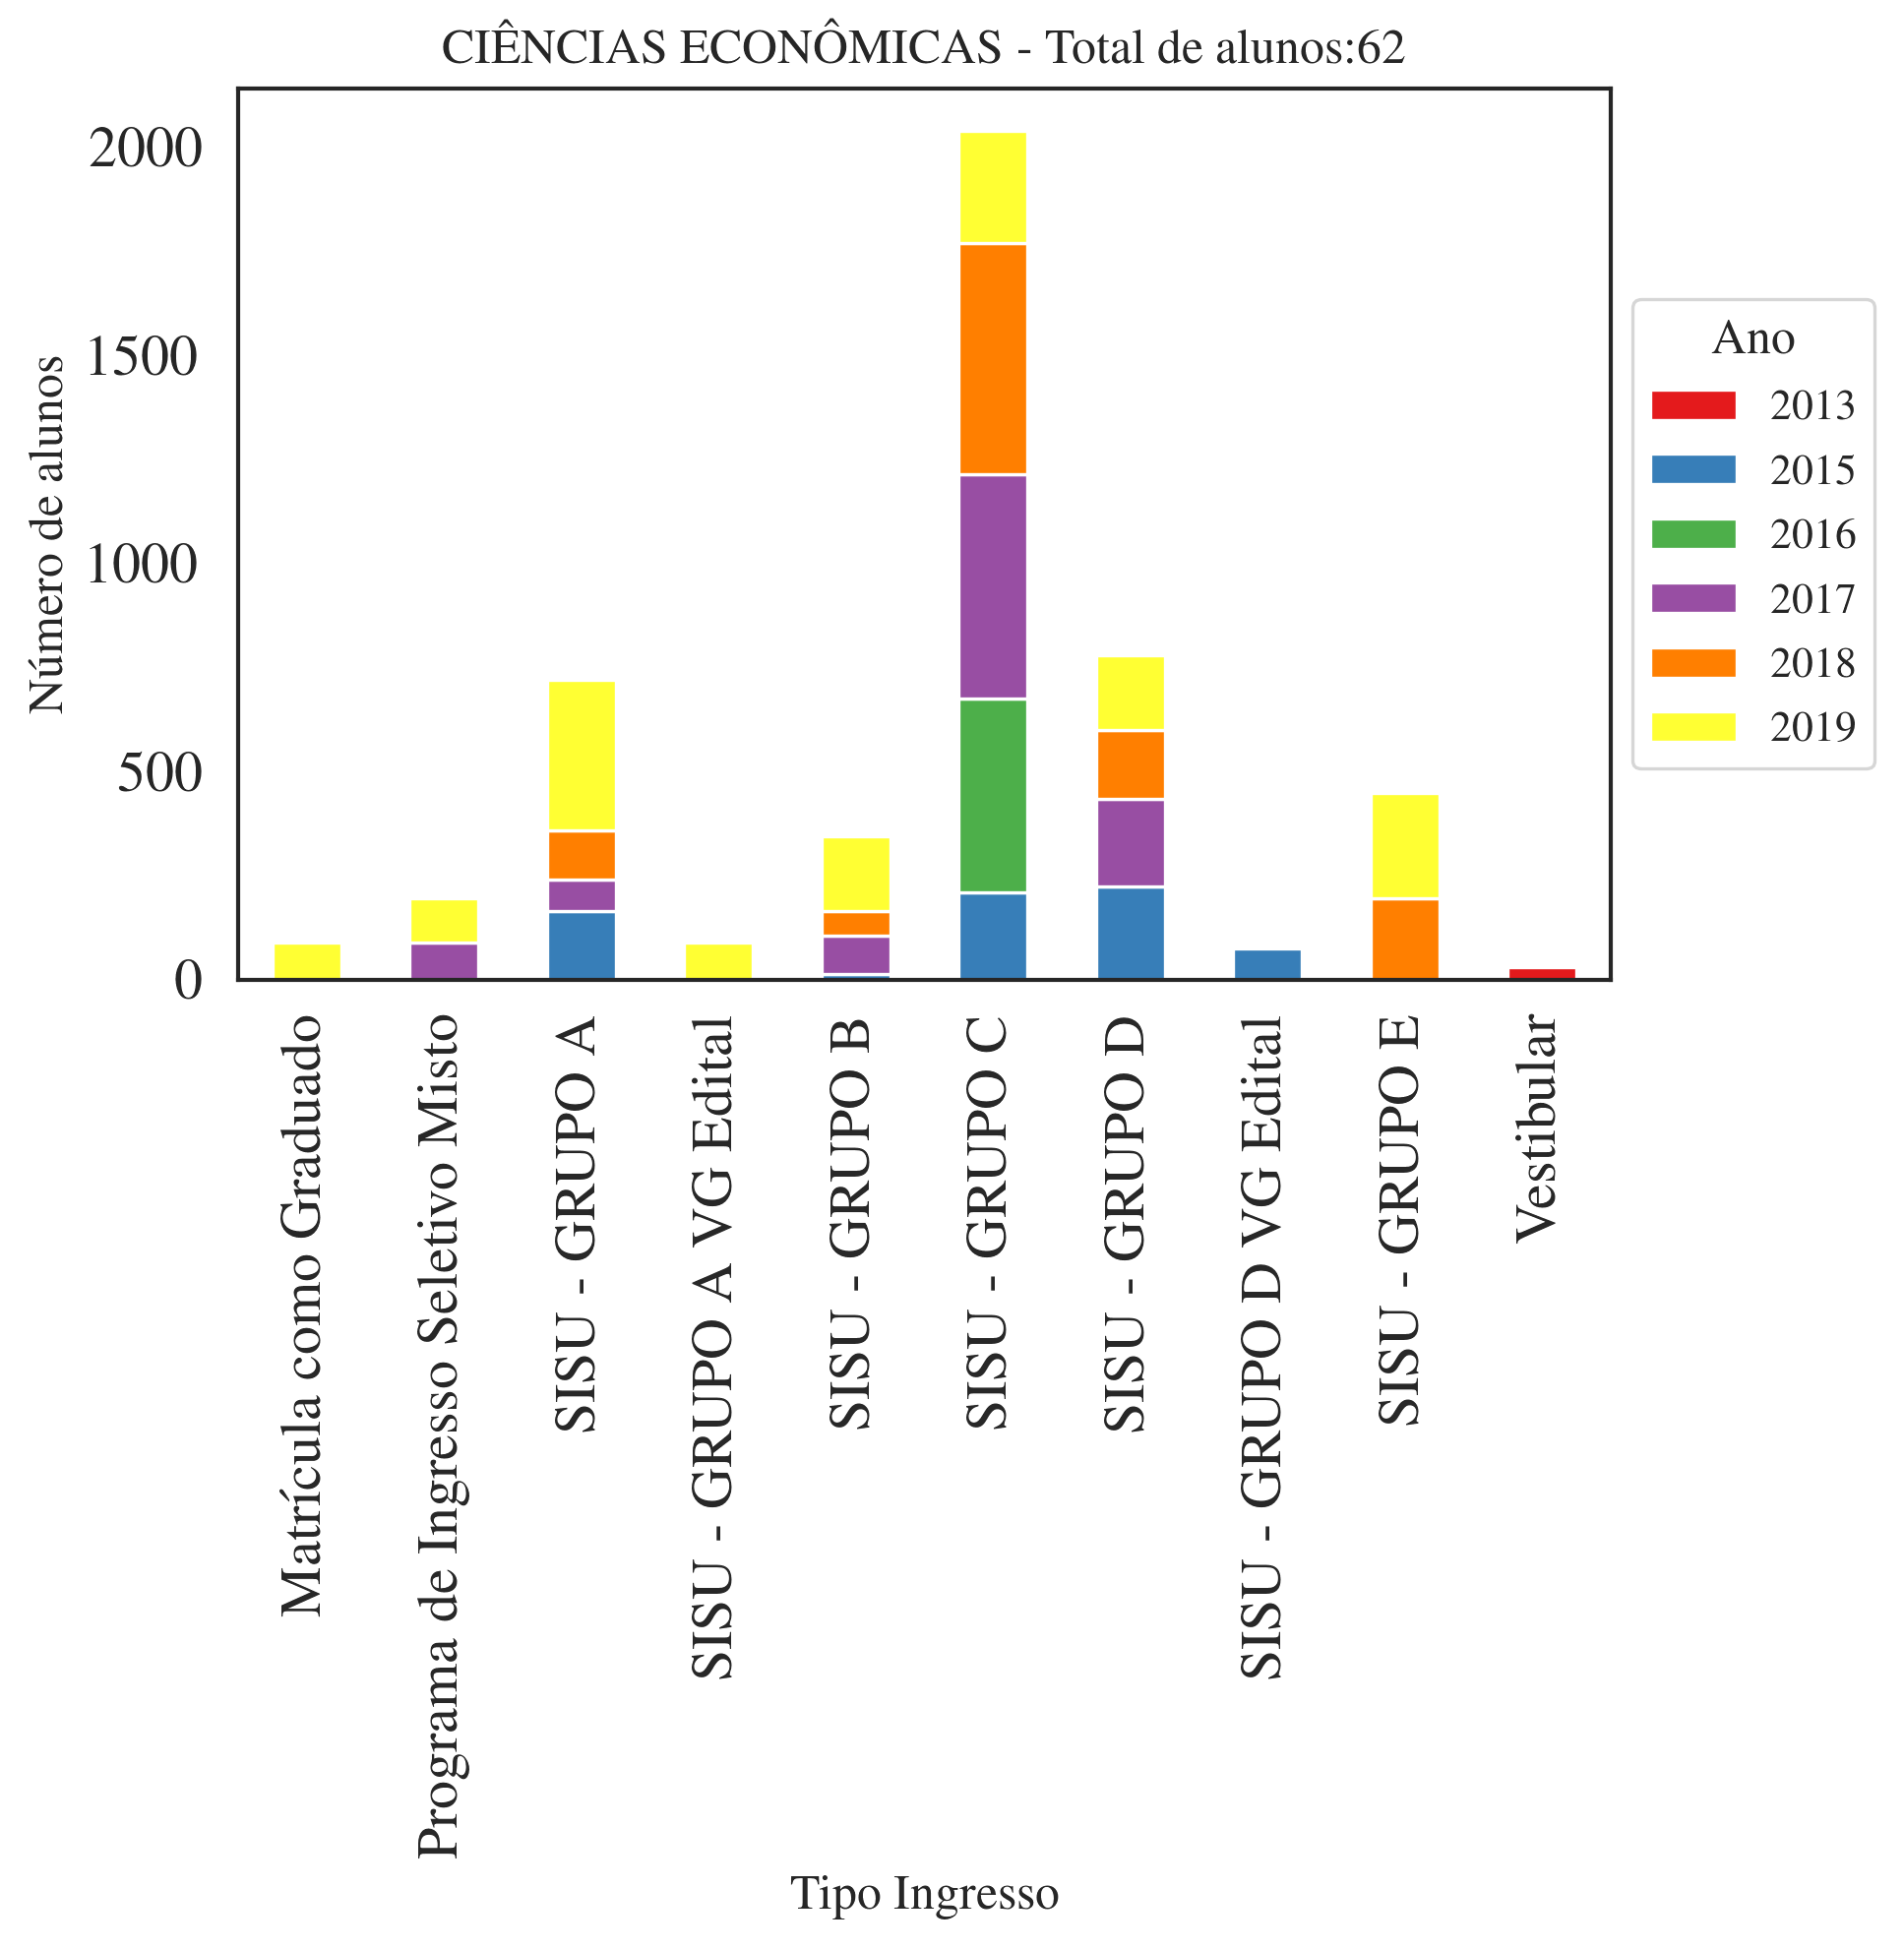 CIÊNCIAS ECONÔMICAS - Total de alunos:62
Número de alunos
2000
1500
1000
500
0
Ano
2013
2015
2016
2017
2018
2019
Matrícula como Graduado
Programa de Ingresso Seletivo Misto
SISU - GRUPO A
SISU - GRUPO A VG Edital
SISU - GRUPO B
SISU - GRUPO C
SISU - GRUPO D
SISU - GRUPO D VG Edital
SISU - GRUPO E
Vestibular
Tipo Ingresso